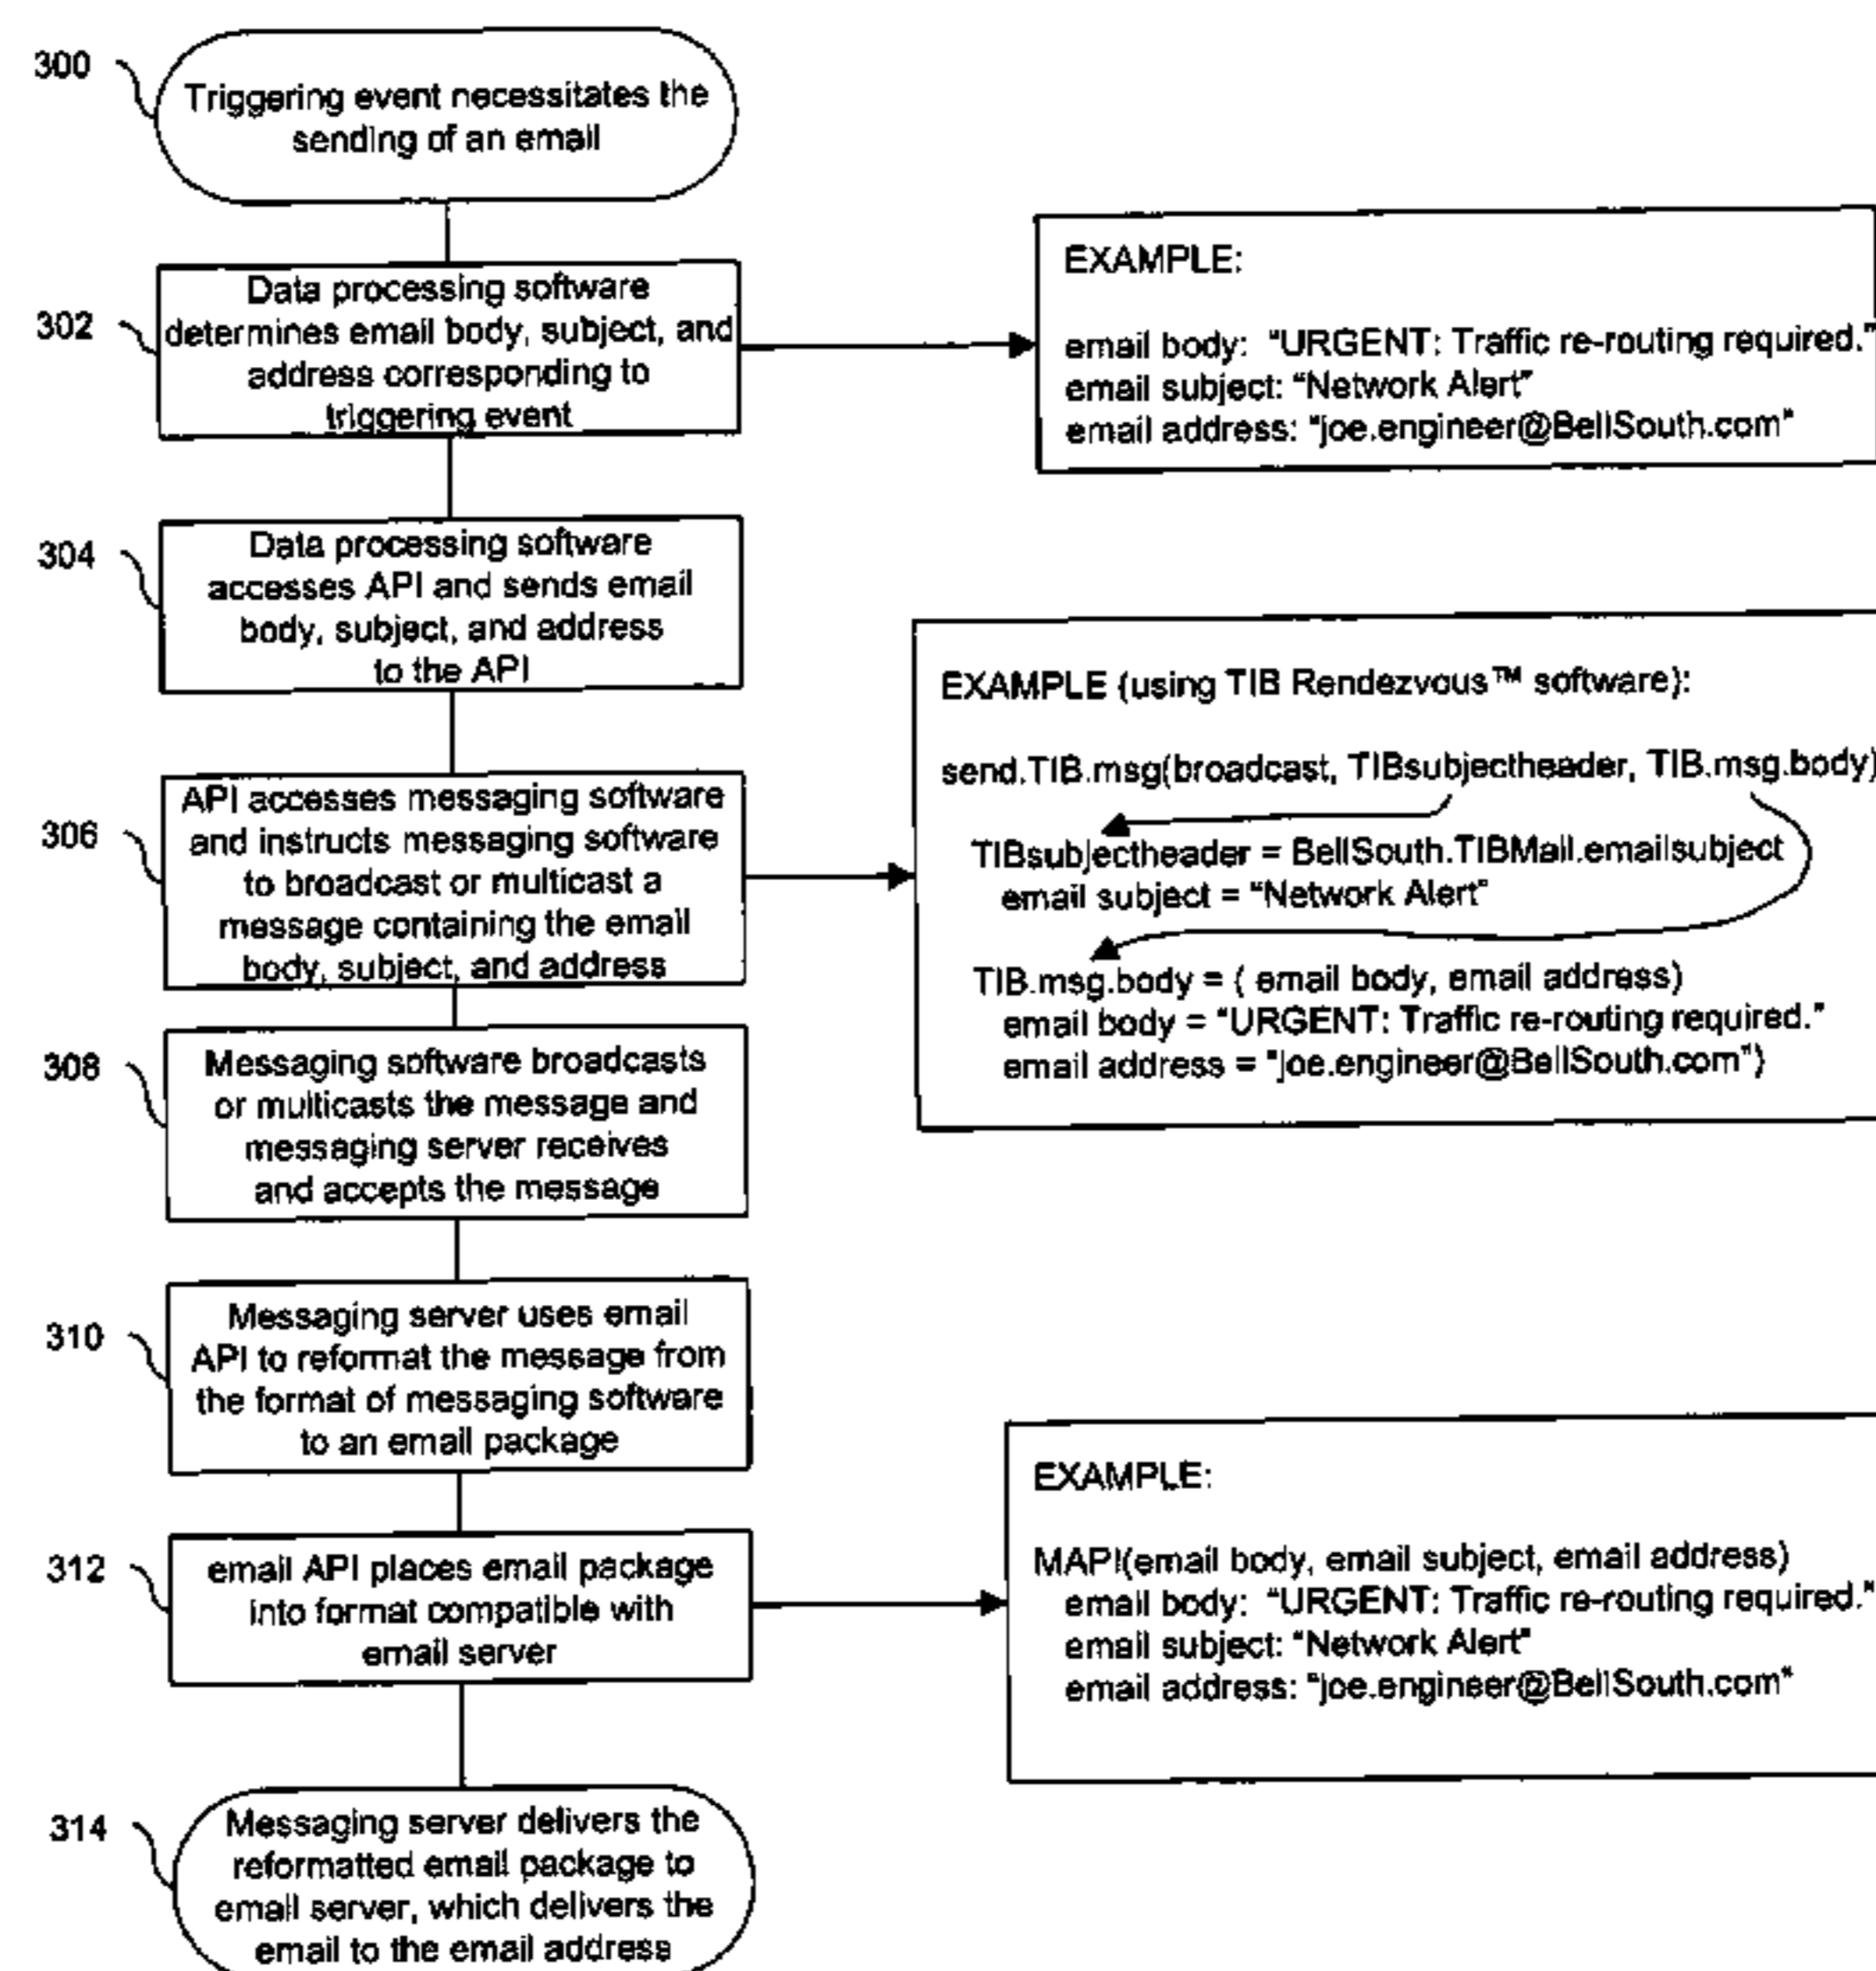 300
Triggering event necessitates the
sending of an email
302
Data processing software
determines email body, subject, and
address corresponding to
triggering event
EXAMPLE:
email body: "URGENT: Traffic re-routing required."
email subject: "Network Alert"
email address: "joe.engineer@BellSouth.com"
304
Data processing software
accesses API and sends email
body, subject, and address
to the API
306
API accesses messaging software
and instructs messaging software
to broadcast or multicast a
message containing the email
body, subject, and address
EXAMPLE (using TIB Rendezvous™ software):
send.TIB.msg(broadcast, TIBsubjectheader, TIB.msg.body)
TIBsubjectheader = BellSouth.TIBMail.emailsubject
email subject = "Network Alert"
TIB.msg.body = ( email body, email address)
email body = "URGENT: Traffic re-routing required."
email address = "joe.engineer@BellSouth.com")
308
Messaging software broadcasts
or multicasts the message and
messaging server receives
and accepts the message
310
Messaging server uses email
API to reformat the message from
the format of messaging software
to an email package
312
email API places email package
into format compatible with
email server
EXAMPLE:
MAPI(email body, email subject, email address)
email body: "URGENT: Traffic re-routing required."
email subject: "Network Alert"
email address: "joe.engineer@BellSouth.com"
314
Messaging server delivers the
reformatted email package to
email server, which delivers the
email to the email address